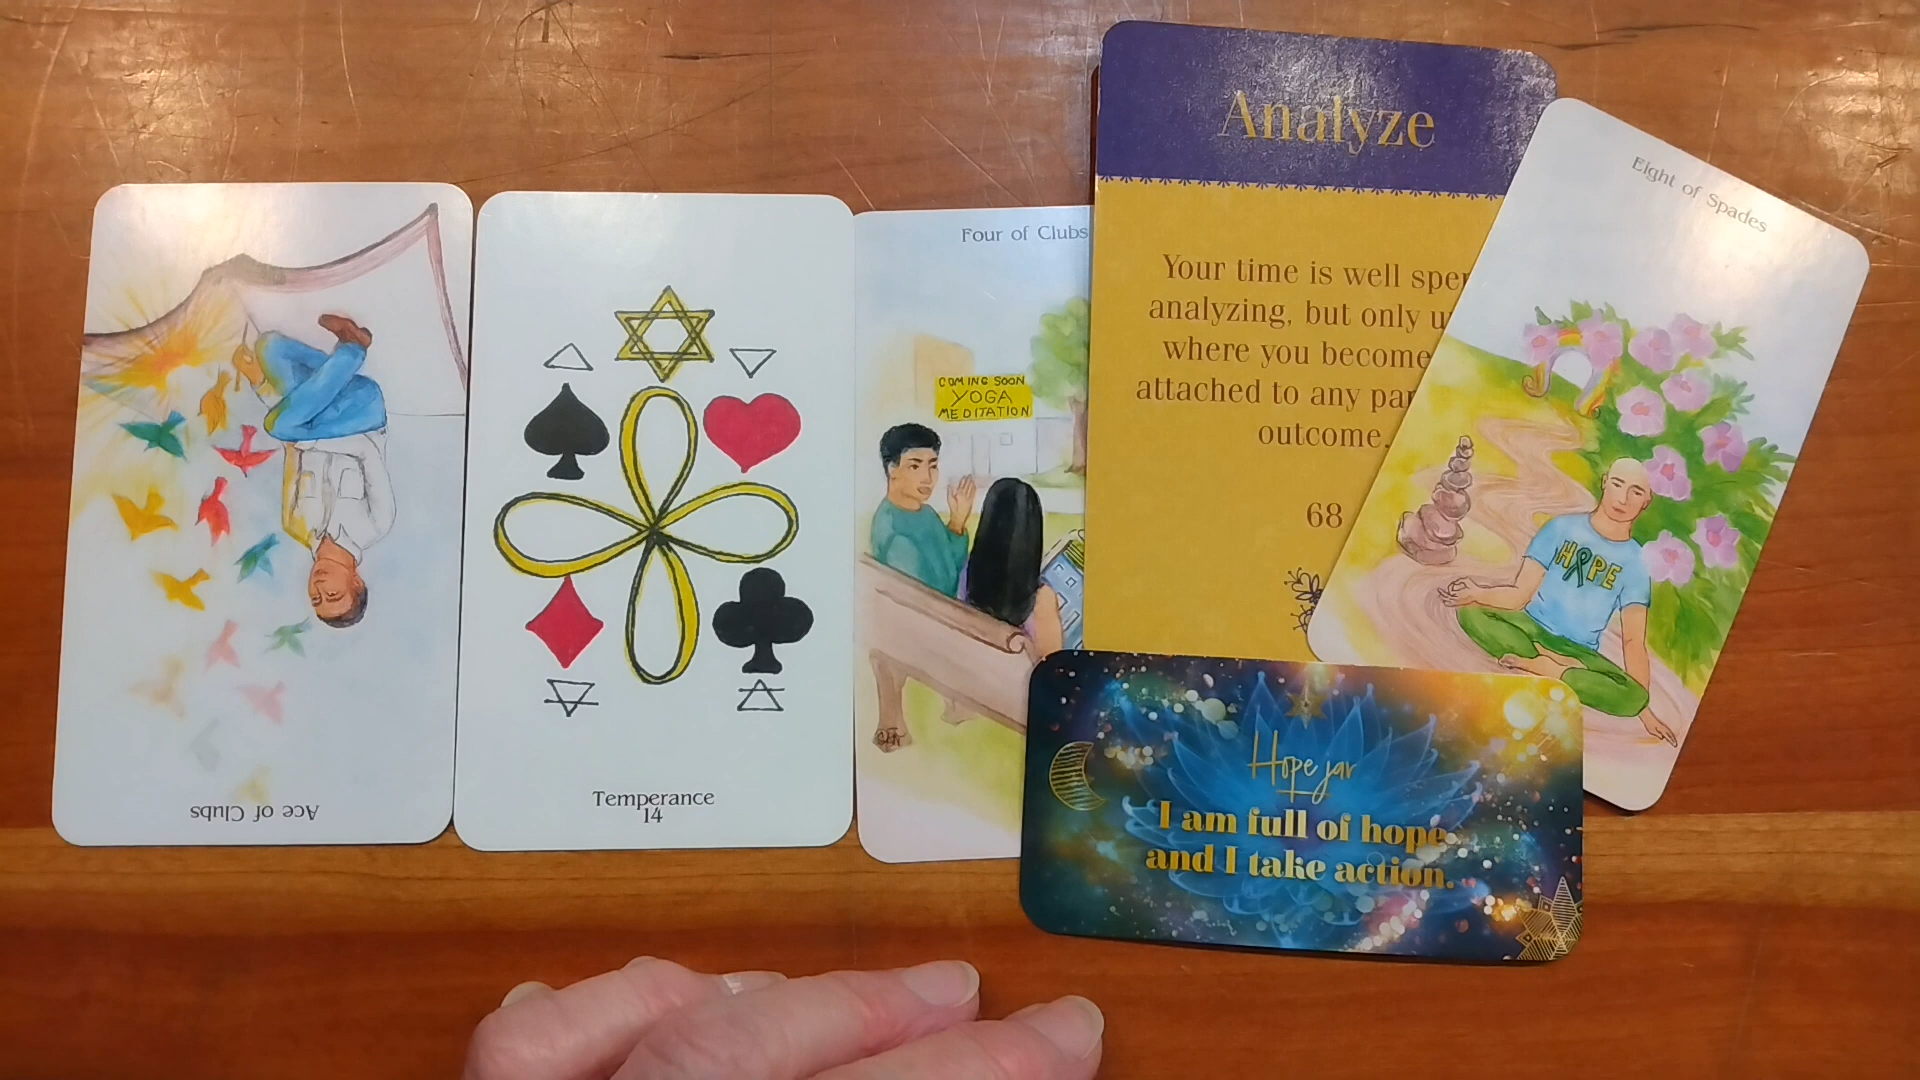 Ace of Clubs
Temperance
14
Four of Clubs
COMING SOON
YOGA
MEDITATION
Analyze
Your time is well
analyzing, but only
where you become
attached to any
outcome.
68
Eight of Spades
HOPE
Hope jar
I am full of hope
and I take action.